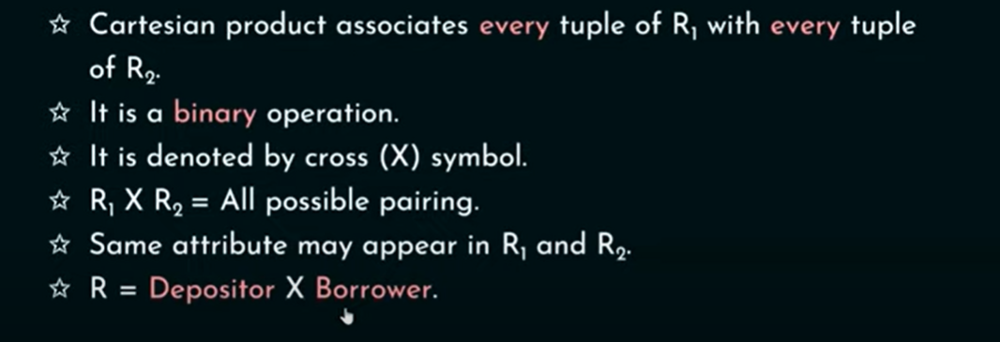 ☆ Cartesian product associates every tuple of R₁ with every tuple
of R₂.
☆ It is a binary operation.
☆ It is denoted by cross (X) symbol.
☆ R₁ X R₂ = All possible pairing.
☆ Same attribute may appear in R₁ and R₂.
☆ R = Depositor X Borrower.